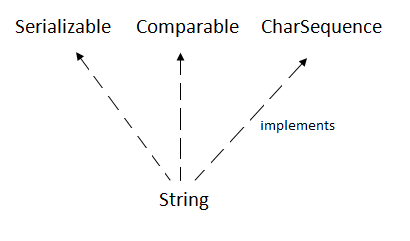 Serializable Comparable CharSequence
implements
String